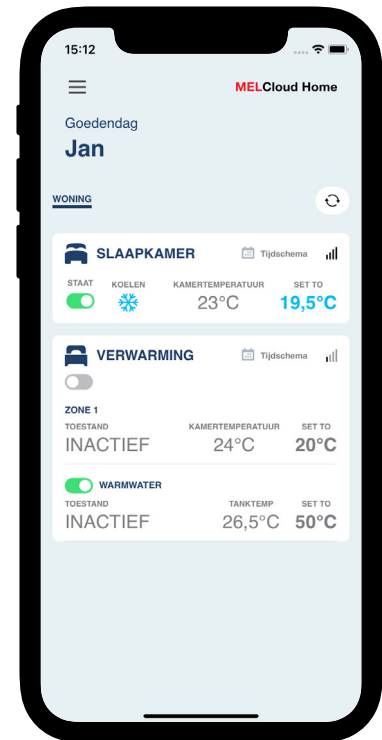 15:12
MELCloud Home
Goedendag
Jan
WONING
SLAAPKAMER Tijdschema
STAAT KOELEN KAMERTEMPERATUUR SET TO
23°C 19,5°C
VERWARMING Tijdschema
ZONE 1
TOESTAND KAMERTEMPERATUUR SET TO
INACTIEF 24°C 20°C
WARMWATER
TOESTAND TANKTEMP SET TO
INACTIEF 26,5°C 50°C